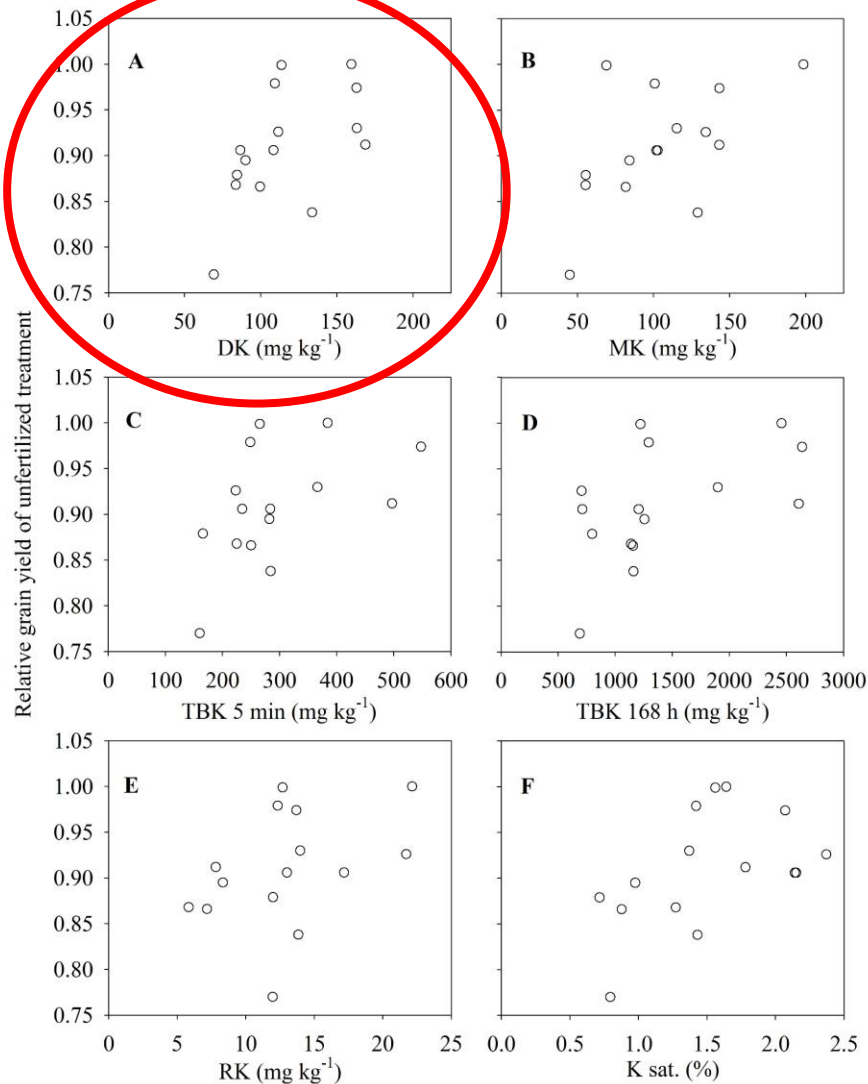 1.05
1.00
0.95
0.90
0.85
0.80
0.75
A
0 50 100 150 200
DK (mg kg⁻¹)
B
0 50 100 150 200
MK (mg kg⁻¹)
Relative grain yield of unfertilized treatment
1.05
1.00
0.95
0.90
0.85
0.80
0.75
C
0 100 200 300 400 500 600
TBK 5 min (mg kg⁻¹)
D
0 500 1000 1500 2000 2500 3000
TBK 168 h (mg kg⁻¹)
1.05
1.00
0.95
0.90
0.85
0.80
0.75
E
0 5 10 15 20 25
RK (mg kg⁻¹)
F
0.0 0.5 1.0 1.5 2.0 2.5
K sat. (%)